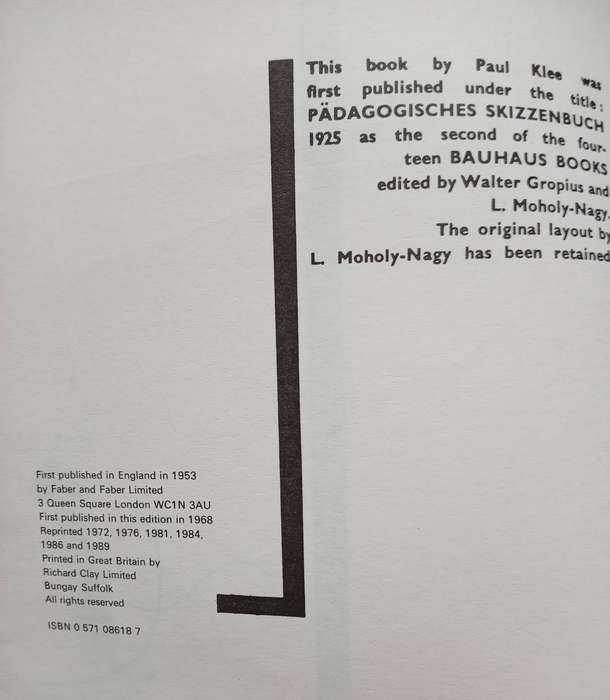 This book by Paul Klee was
first published under the title:
PÄDAGOGISCHES SKIZZENBUCH
1925 as the second of the four-
teen BAUHAUS BOOKS
edited by Walter Gropius and
L. Moholy-Nagy.
The original layout by
L. Moholy-Nagy has been retained
First published in England in 1953
by Faber and Faber Limited
3 Queen Square London WC1N 3AU
First published in this edition in 1968
Reprinted 1972, 1976, 1981, 1984,
1986 and 1989
Printed in Great Britain by
Richard Clay Limited
Bungay Suffolk
All rights reserved
ISBN 0 571 08618 7